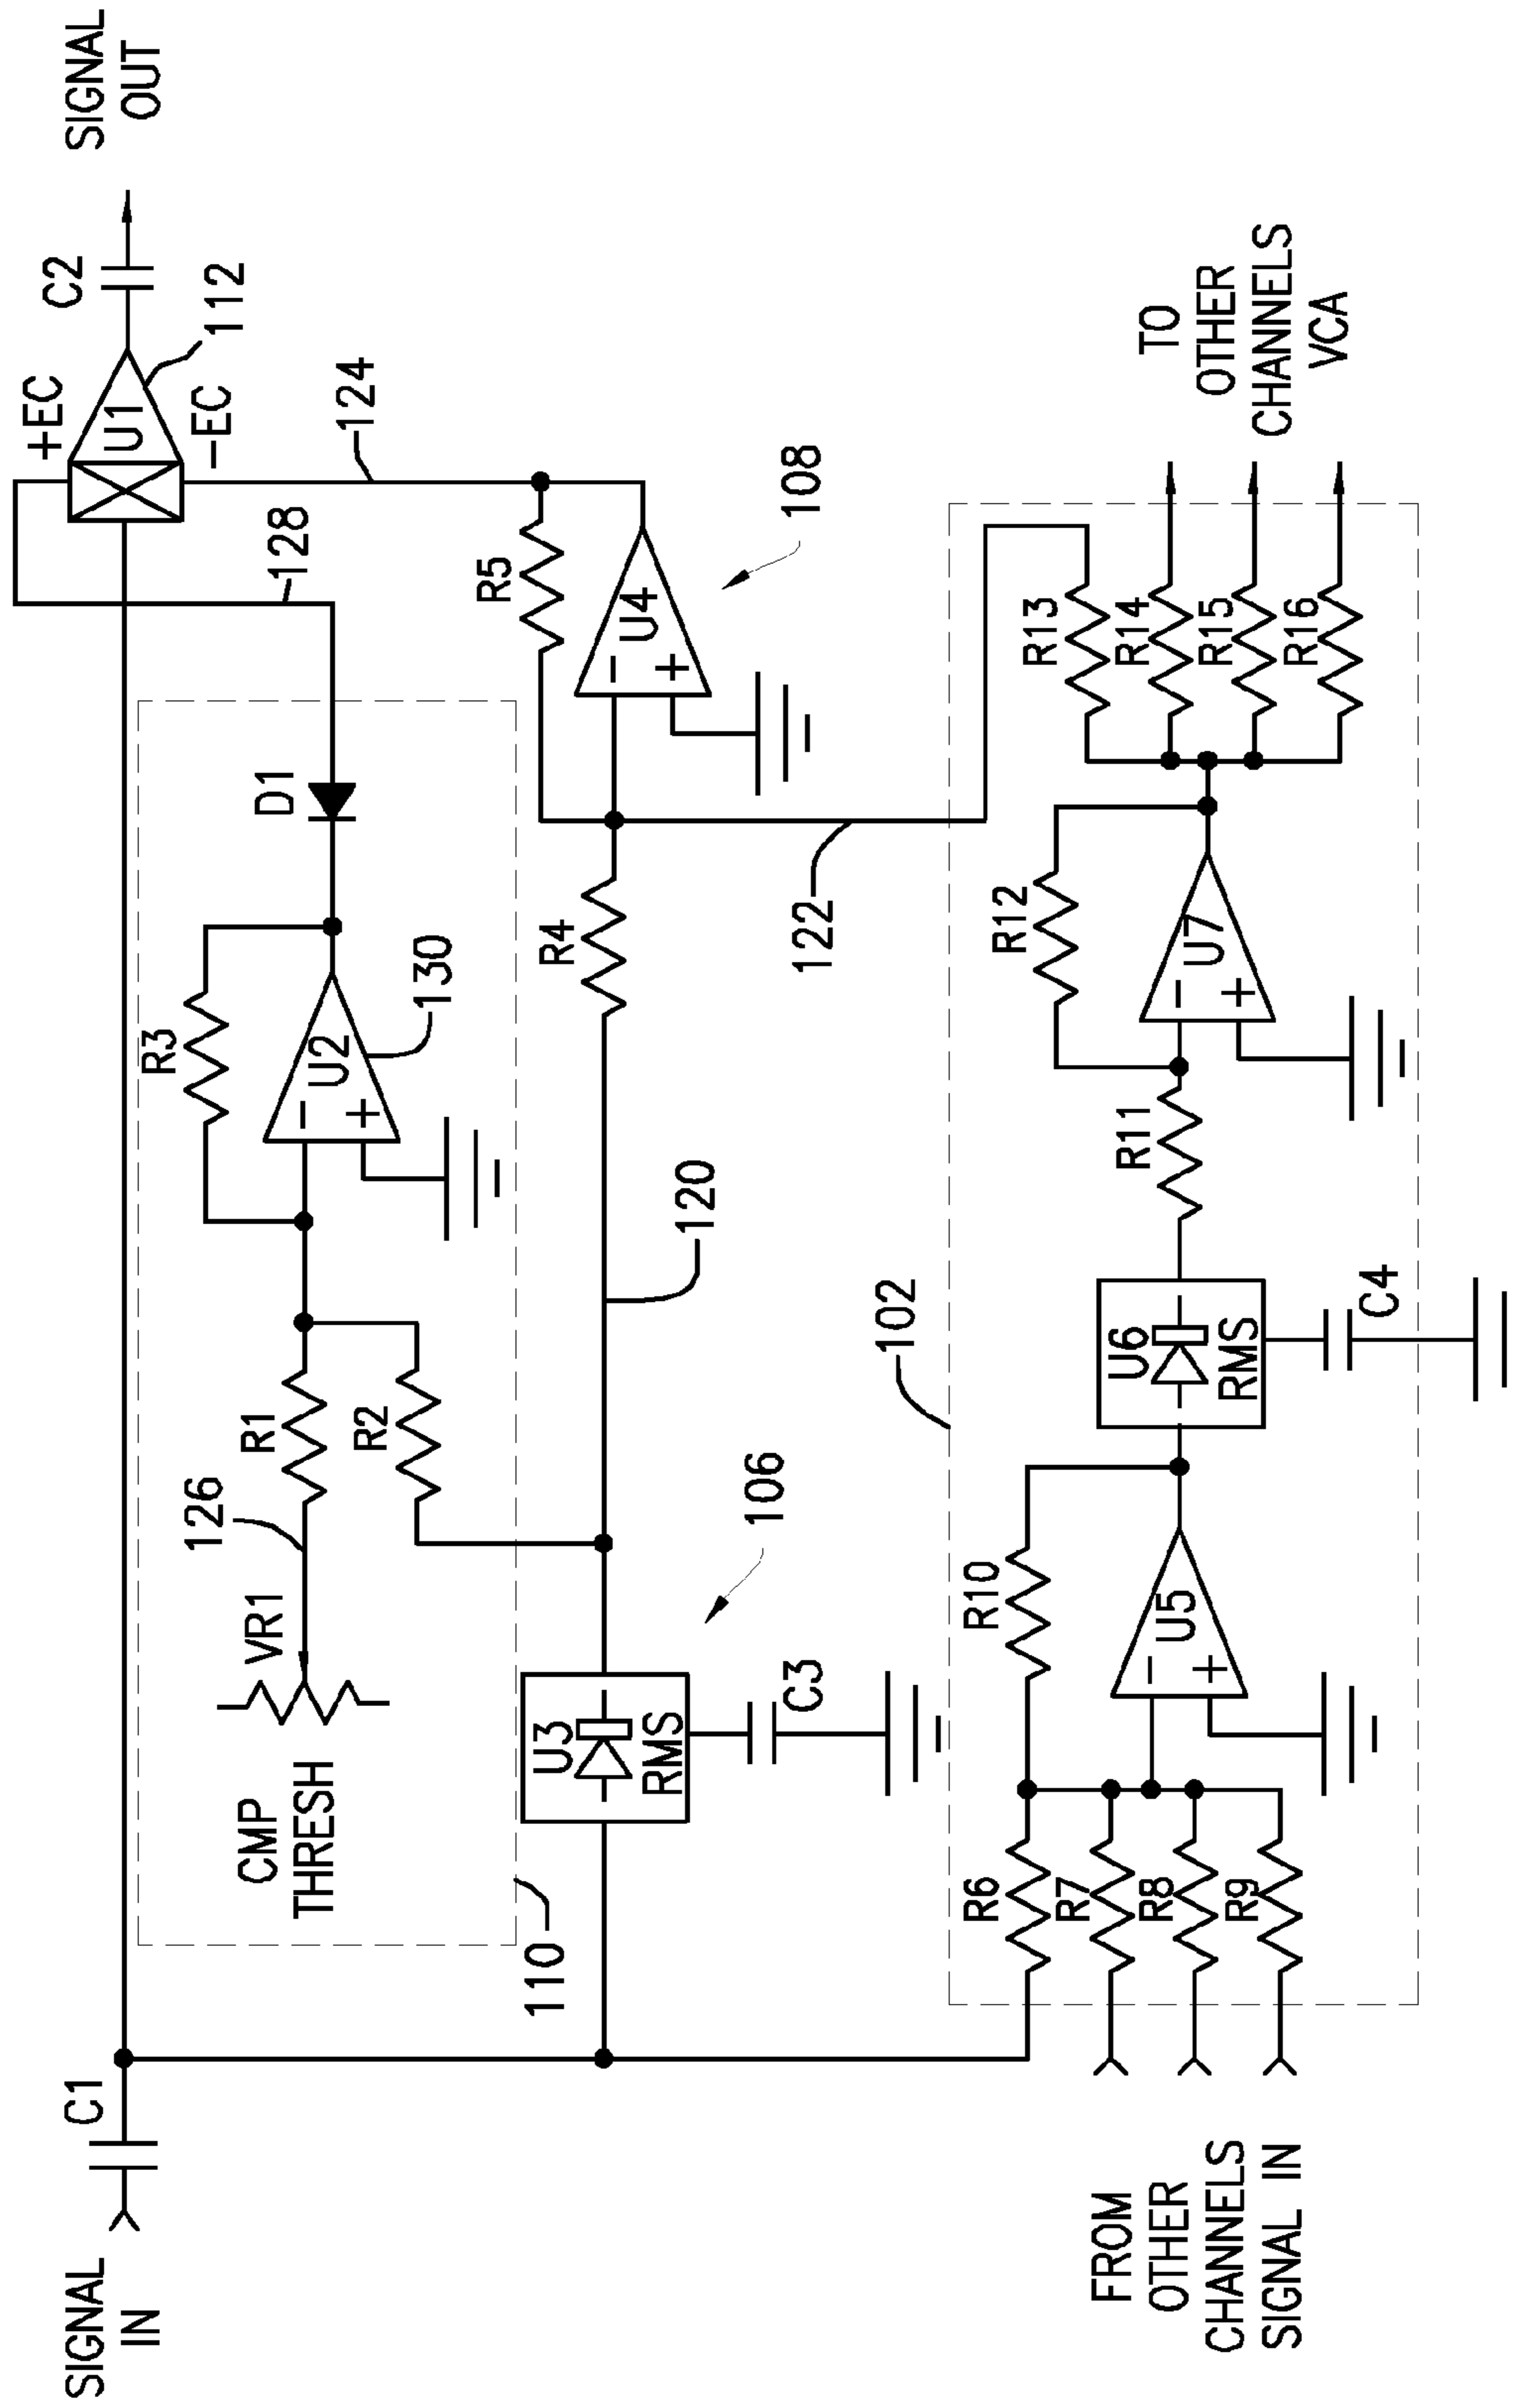 SIGNAL
IN
C1
+EC
U1
−EC
C2
112
SIGNAL
OUT
128
124
CMP
THRESH
VR1
126
R1
R2
R3
−
+
U2
130
D1
110
U3
RMS
C3
106
120
R4
R5
−
+
U4
108
122
102
FROM
OTHER
CHANNELS
SIGNAL IN
R6
R7
R8
R9
R10
−
+
U5
U6
RMS
C4
R11
R12
−
+
U7
R13
R14
R15
R16
TO
OTHER
CHANNELS
VCA